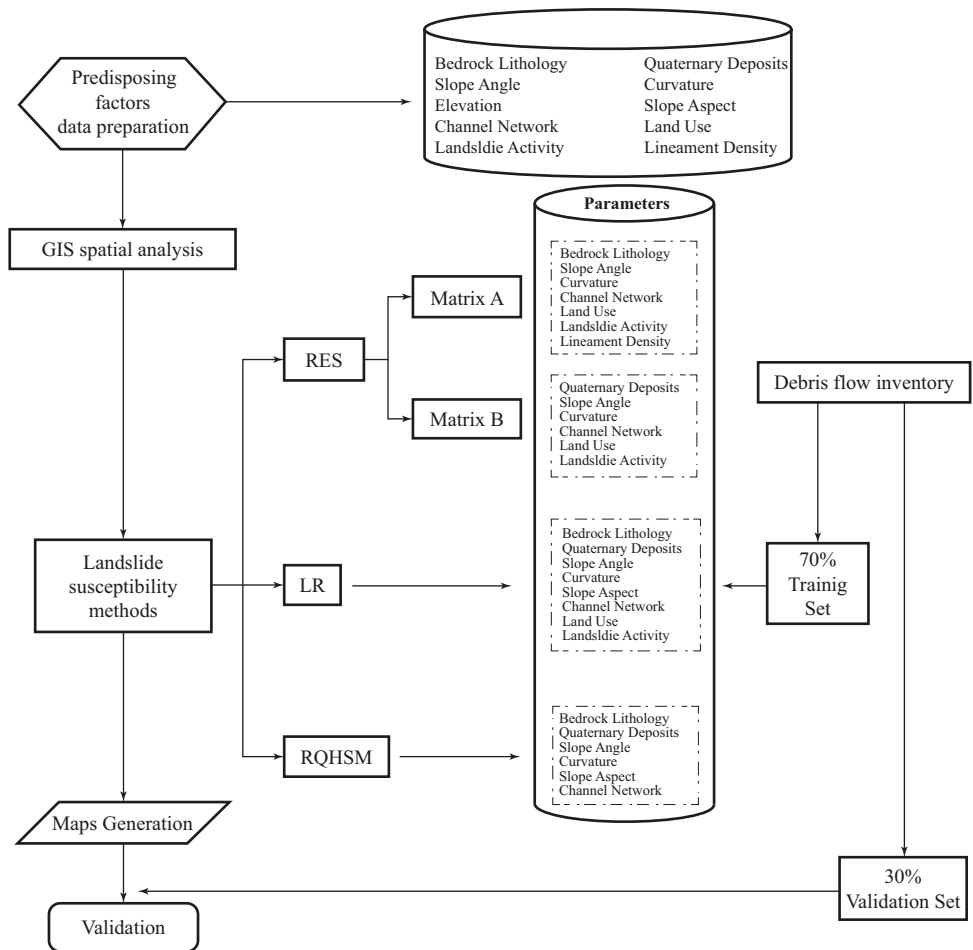 Predisposing
factors
data preparation
Bedrock Lithology
Slope Angle
Elevation
Channel Network
Landsldie Activity
Quaternary Deposits
Curvature
Slope Aspect
Land Use
Lineament Density
GIS spatial analysis
Landslide
susceptibility
methods
Maps Generation
Validation
RES
LR
RQHSM
Matrix A
Matrix B
Parameters
Bedrock Lithology
Slope Angle
Curvature
Channel Network
Land Use
Landsldie Activity
Lineament Density
Quaternary Deposits
Slope Angle
Curvature
Channel Network
Land Use
Landsldie Activity
Bedrock Lithology
Quaternary Deposits
Slope Angle
Curvature
Slope Aspect
Channel Network
Land Use
Landsldie Activity
Bedrock Lithology
Quaternary Deposits
Slope Angle
Curvature
Slope Aspect
Channel Network
Debris flow inventory
70%
Trainig
Set
30%
Validation Set